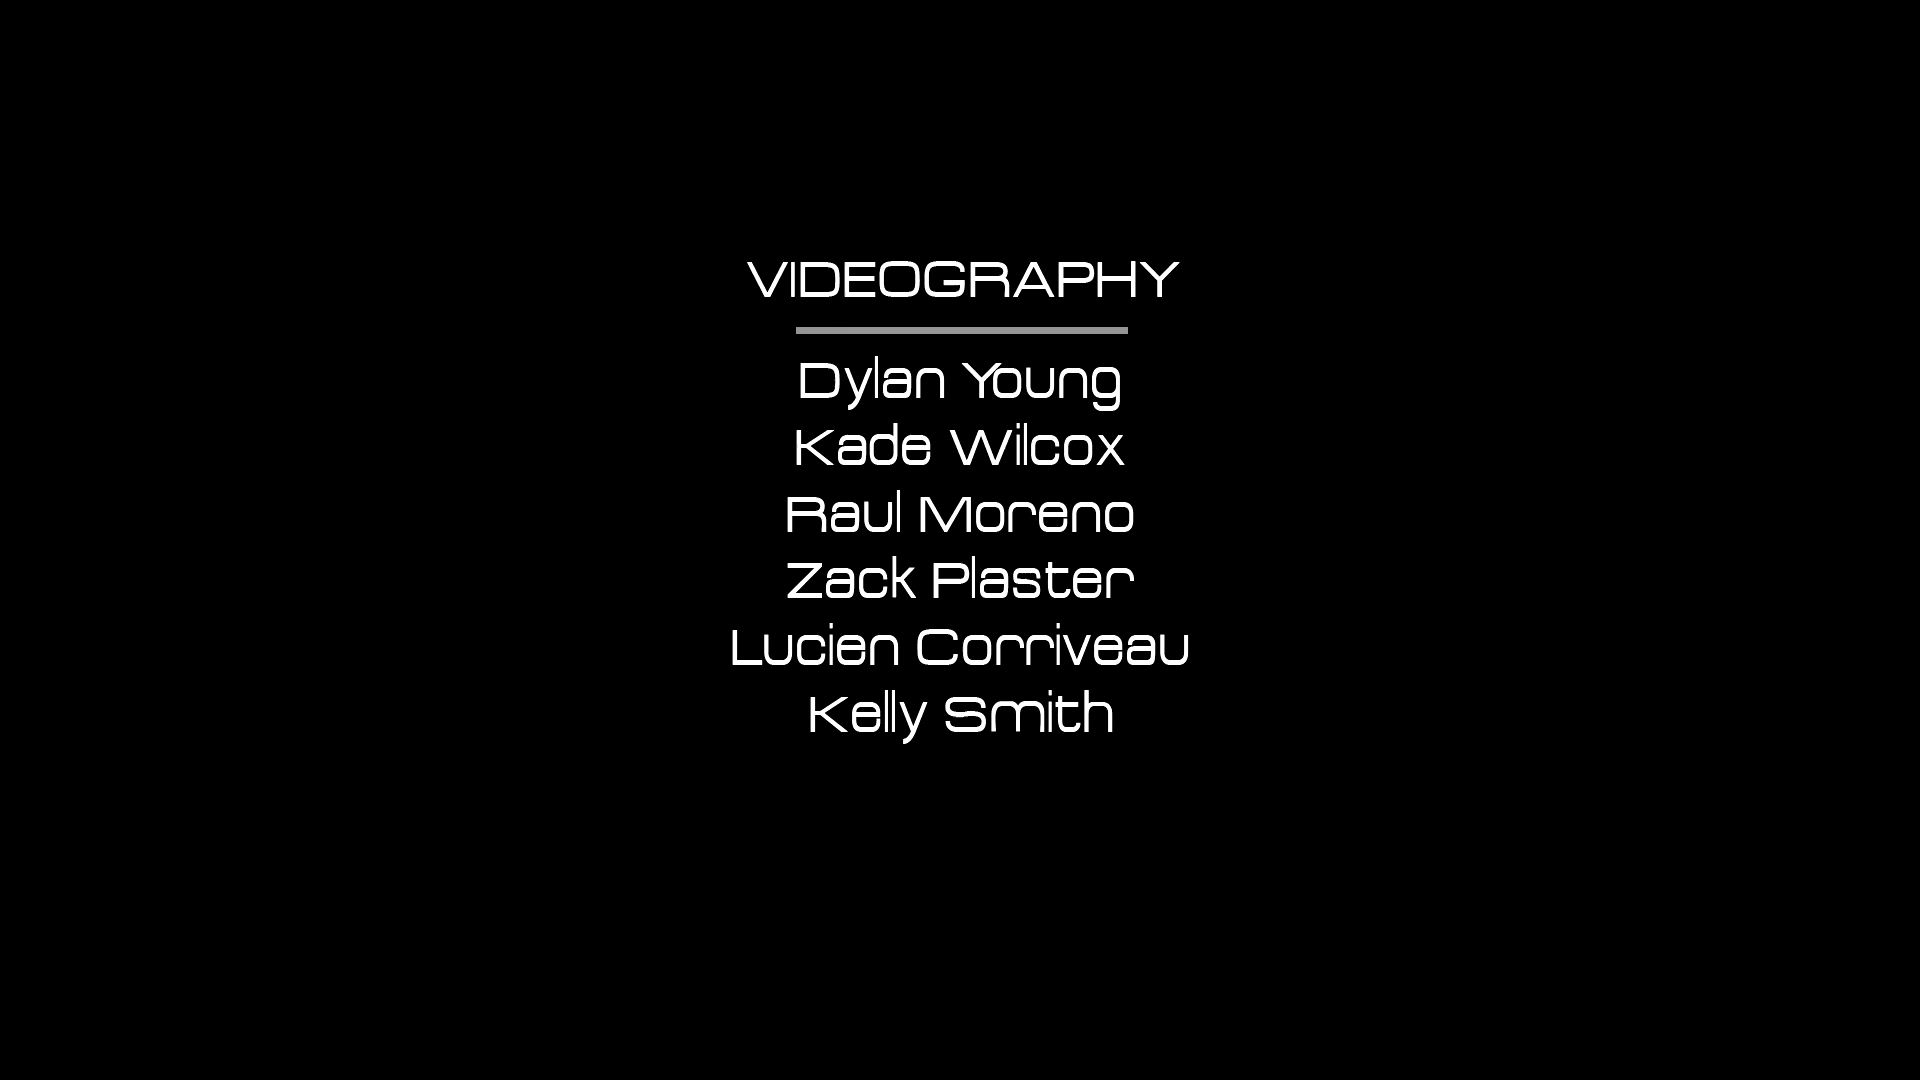 VIDEOGRAPHY
Dylan Young
Kade Wilcox
Raul Moreno
Zack Plaster
Lucien Corriveau
Kelly Smith